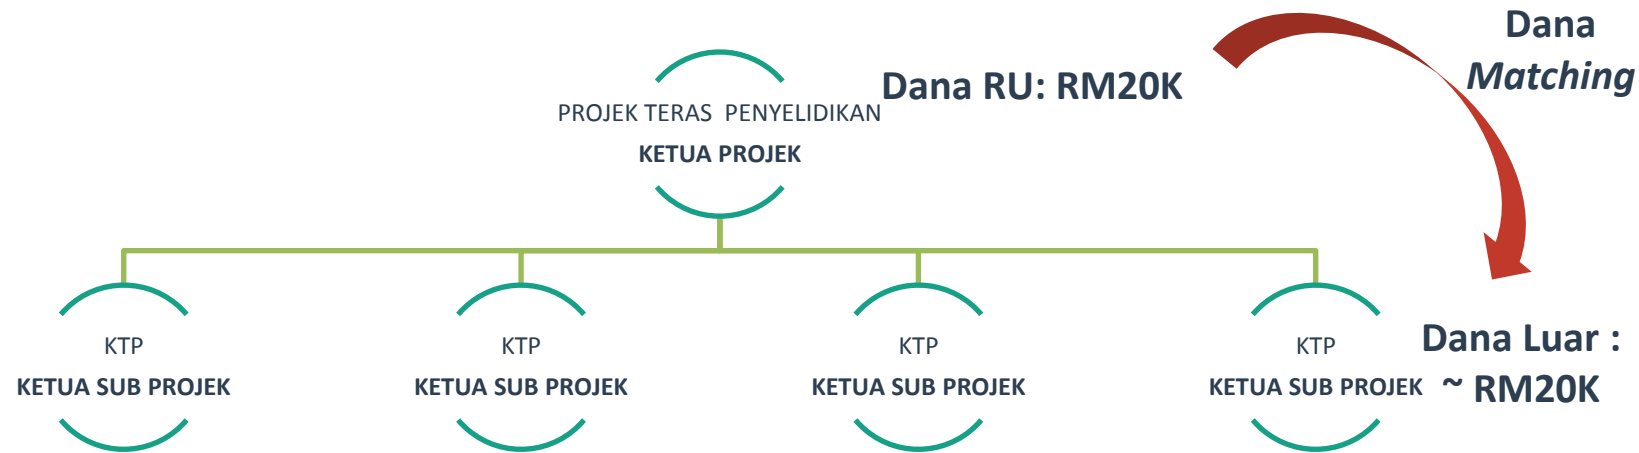 Dana
Matching
Dana RU: RM20K
PROJEK TERAS PENYELIDIKAN
KETUA PROJEK
KTP
KETUA SUB PROJEK
KTP
KETUA SUB PROJEK
KTP
KETUA SUB PROJEK
KTP
KETUA SUB PROJEK
Dana Luar :
~ RM20K